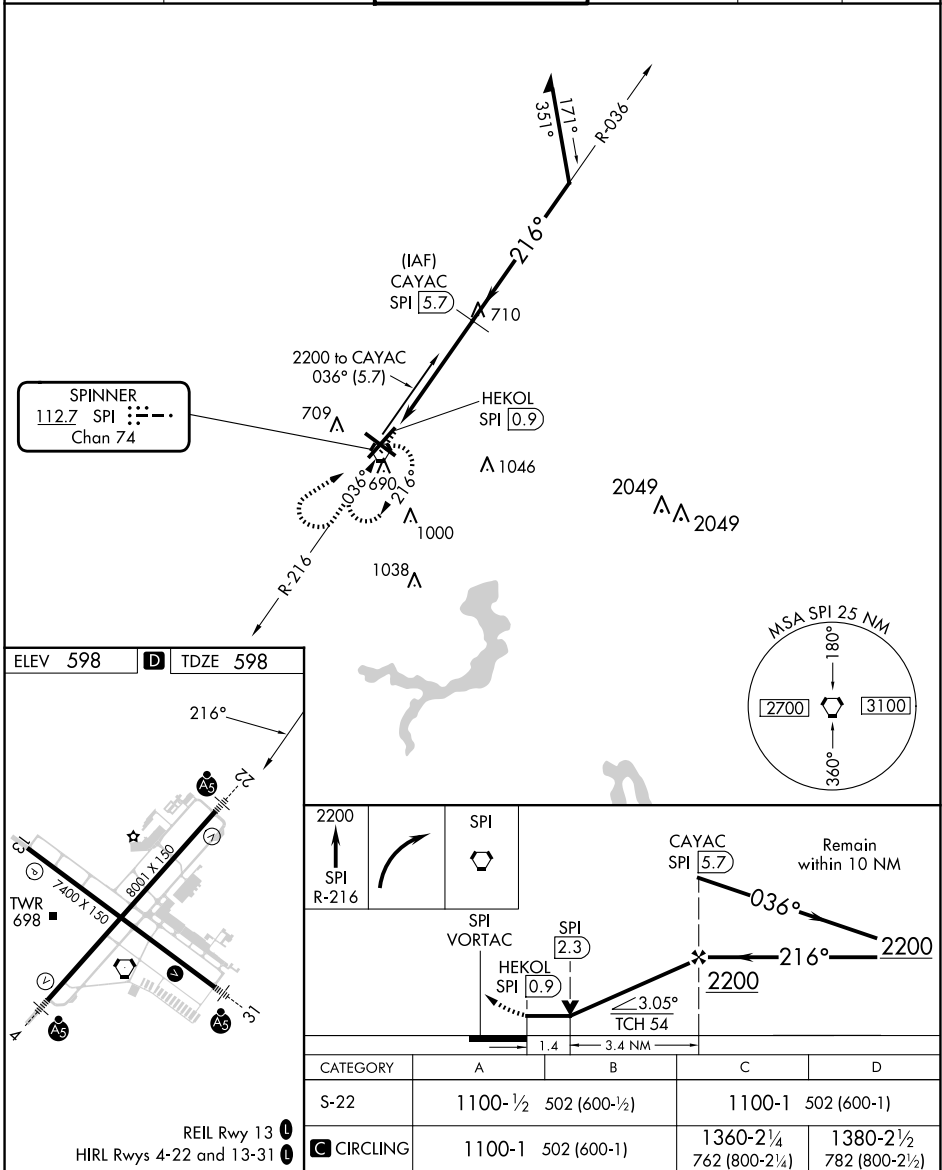 R-036
171°
351°
216°
(IAF)
CAYAC
SPI 5.7
710
2200 to CAYAC
036° (5.7)
SPINNER
112.7 SPI
Chan 74
709
HEKOL
SPI 0.9
1046
036°
690
216°
1000
2049
2049
1038
R-216
MSA SPI 25 NM
180°
2700
3100
360°
ELEV 598 D TDZE 598
216°
22
A5
V
13
P
8001 X 150
7400 X 150
TWR
698
V
V
4
A5
A5
31
REIL Rwy 13 L
HIRL Rwys 4-22 and 13-31 L
2200
SPI
R-216
SPI
CAYAC
SPI 5.7
Remain
within 10 NM
036°
2200
216°
2200
SPI
VORTAC
HEKOL
SPI 0.9
SPI
2.3
3.05°
TCH 54
1.4
3.4 NM
CATEGORY A B C D
S-22 1100-½ 502 (600-½) 1100-1 502 (600-1)
C CIRCLING 1100-1 502 (600-1) 1360-2¼ 762 (800-2¼) 1380-2½ 782 (800-2½)